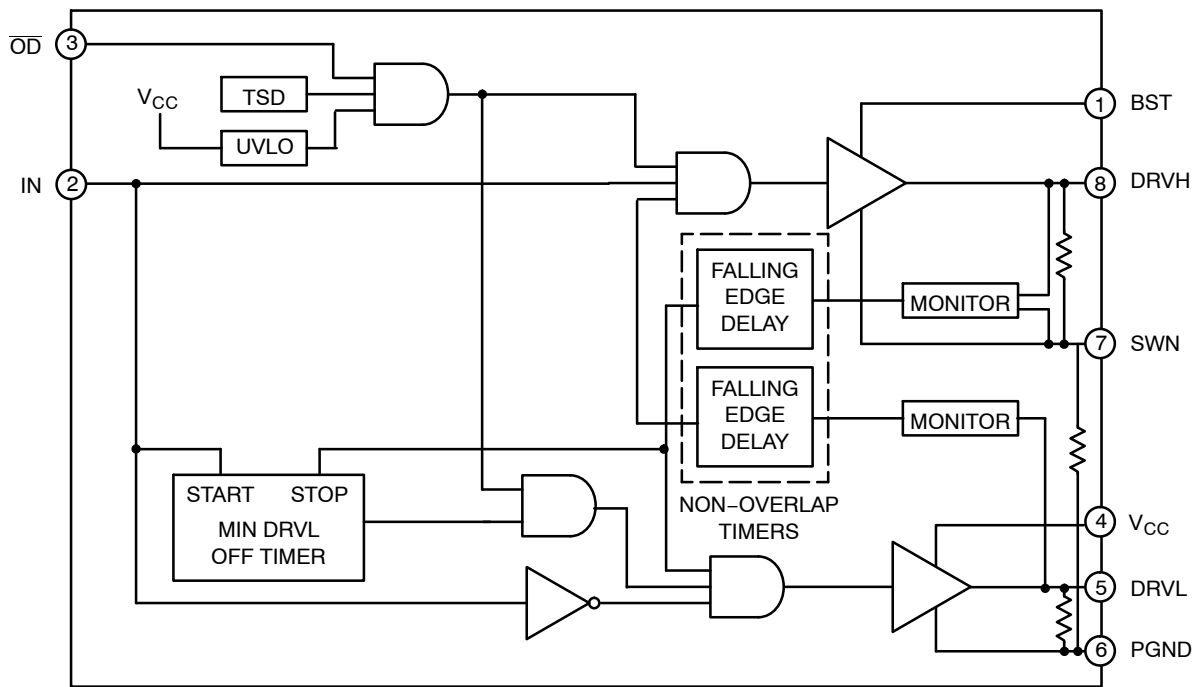 OD
3
TSD
VCC
UVLO
1
BST
IN
2
8
DRVH
FALLING
EDGE
DELAY
MONITOR
7
SWN
FALLING
EDGE
DELAY
MONITOR
START
STOP
MIN DRVL
OFF TIMER
NON−OVERLAP
TIMERS
4
VCC
5
DRVL
6
PGND